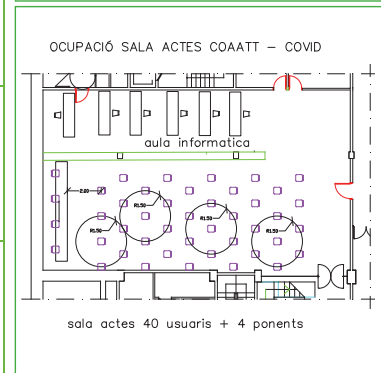 OCUPACIÓ SALA ACTES COAATT – COVID
aula informatica
2.00
R1.50
R1.50
R1.50
R1.50
sala actes 40 usuaris + 4 ponents